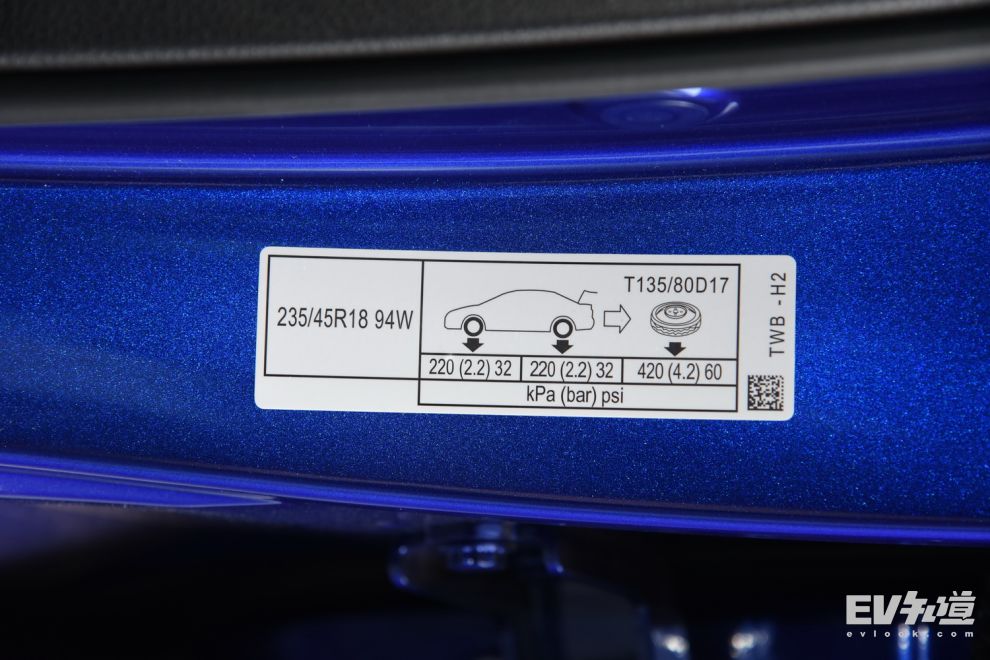 T135/80D17
235/45R18 94W
220 (2.2) 32 220 (2.2) 32 420 (4.2) 60
kPa (bar) psi
TWB - H2
EV知道
evlookr.com